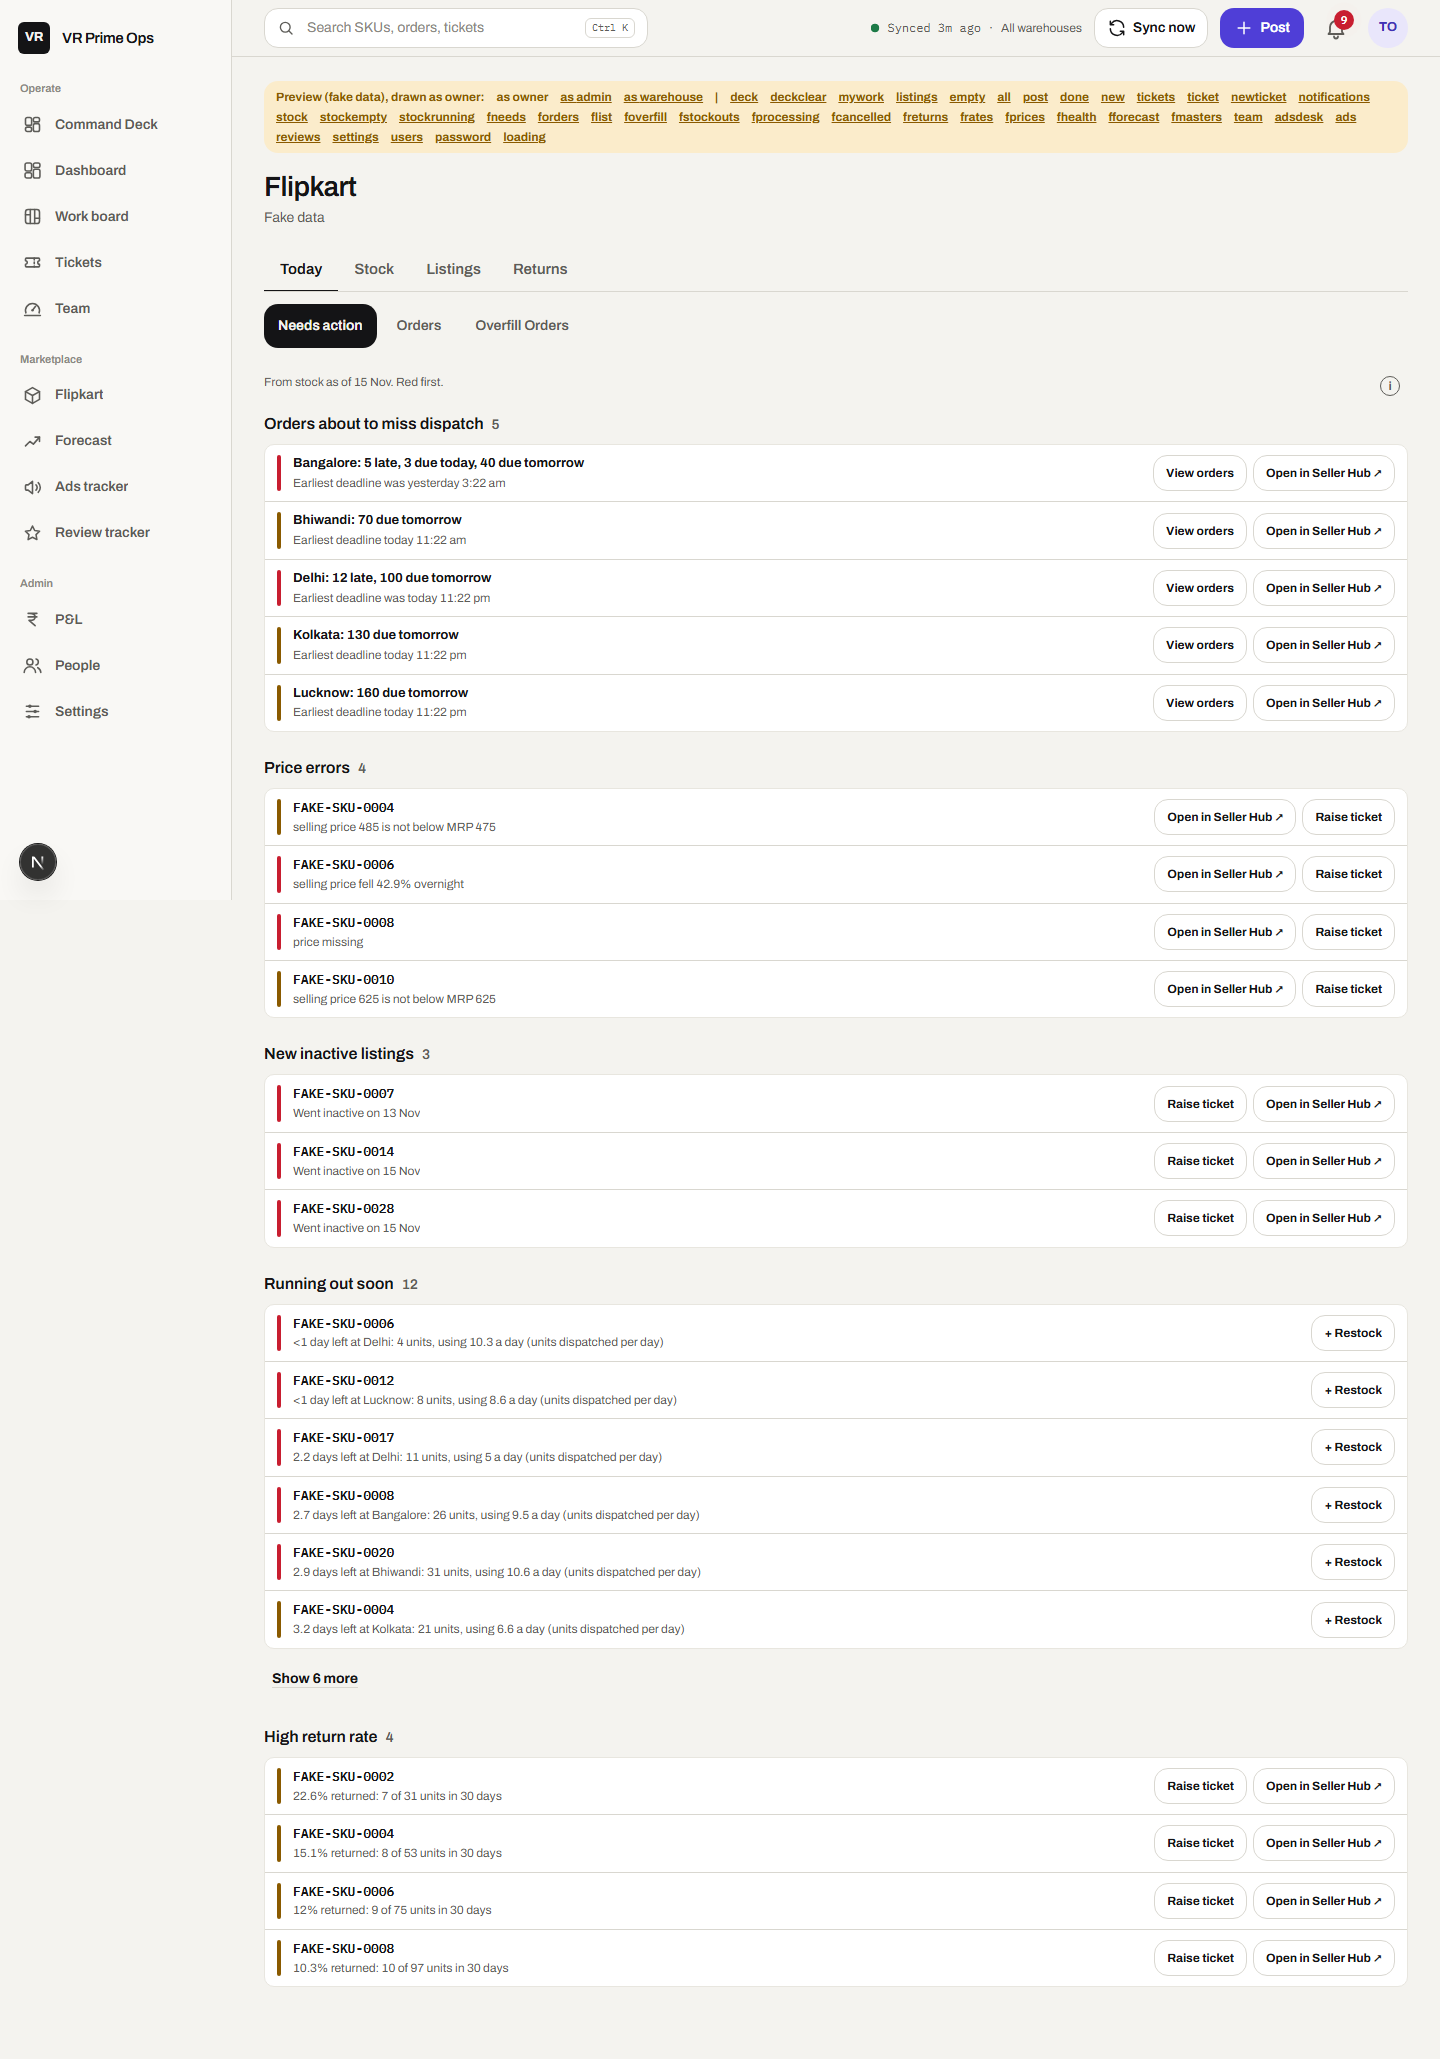 VR VR Prime Ops
Search SKUs, orders, tickets Ctrl K
Synced 3m ago · All warehouses
Sync now
+ Post
9
TO
Operate
Command Deck
Dashboard
Work board
Tickets
Team
Marketplace
Flipkart
Forecast
Ads tracker
Review tracker
Admin
₹ P&L
People
Settings
N
Preview (fake data), drawn as owner: as owner as admin as warehouse | deck deckclear mywork listings empty all post done new tickets ticket newticket notifications
stock stockempty stockrunning fneeds forders flist foverfill fstockouts fprocessing fcancelled freturns frates fprices fhealth fforecast fmasters team adsdesk ads
reviews settings users password loading
Flipkart
Fake data
Today Stock Listings Returns
Needs action Orders Overfill Orders
From stock as of 15 Nov. Red first. i
Orders about to miss dispatch 5
Bangalore: 5 late, 3 due today, 40 due tomorrow
Earliest deadline was yesterday 3:22 am
View orders Open in Seller Hub ↗
Bhiwandi: 70 due tomorrow
Earliest deadline today 11:22 am
View orders Open in Seller Hub ↗
Delhi: 12 late, 100 due tomorrow
Earliest deadline was today 11:22 pm
View orders Open in Seller Hub ↗
Kolkata: 130 due tomorrow
Earliest deadline today 11:22 pm
View orders Open in Seller Hub ↗
Lucknow: 160 due tomorrow
Earliest deadline today 11:22 pm
View orders Open in Seller Hub ↗
Price errors 4
FAKE-SKU-0004
selling price 485 is not below MRP 475
Open in Seller Hub ↗ Raise ticket
FAKE-SKU-0006
selling price fell 42.9% overnight
Open in Seller Hub ↗ Raise ticket
FAKE-SKU-0008
price missing
Open in Seller Hub ↗ Raise ticket
FAKE-SKU-0010
selling price 625 is not below MRP 625
Open in Seller Hub ↗ Raise ticket
New inactive listings 3
FAKE-SKU-0007
Went inactive on 13 Nov
Raise ticket Open in Seller Hub ↗
FAKE-SKU-0014
Went inactive on 15 Nov
Raise ticket Open in Seller Hub ↗
FAKE-SKU-0028
Went inactive on 15 Nov
Raise ticket Open in Seller Hub ↗
Running out soon 12
FAKE-SKU-0006
<1 day left at Delhi: 4 units, using 10.3 a day (units dispatched per day)
+ Restock
FAKE-SKU-0012
<1 day left at Lucknow: 8 units, using 8.6 a day (units dispatched per day)
+ Restock
FAKE-SKU-0017
2.2 days left at Delhi: 11 units, using 5 a day (units dispatched per day)
+ Restock
FAKE-SKU-0008
2.7 days left at Bangalore: 26 units, using 9.5 a day (units dispatched per day)
+ Restock
FAKE-SKU-0020
2.9 days left at Bhiwandi: 31 units, using 10.6 a day (units dispatched per day)
+ Restock
FAKE-SKU-0004
3.2 days left at Kolkata: 21 units, using 6.6 a day (units dispatched per day)
+ Restock
Show 6 more
High return rate 4
FAKE-SKU-0002
22.6% returned: 7 of 31 units in 30 days
Raise ticket Open in Seller Hub ↗
FAKE-SKU-0004
15.1% returned: 8 of 53 units in 30 days
Raise ticket Open in Seller Hub ↗
FAKE-SKU-0006
12% returned: 9 of 75 units in 30 days
Raise ticket Open in Seller Hub ↗
FAKE-SKU-0008
10.3% returned: 10 of 97 units in 30 days
Raise ticket Open in Seller Hub ↗